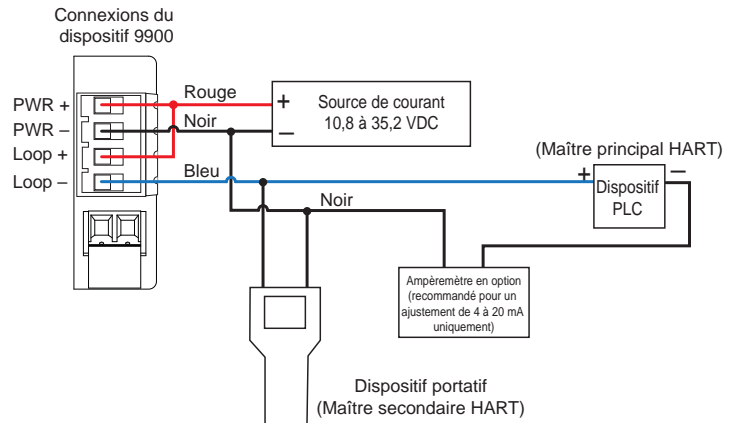 Connexions du
dispositif 9900
PWR +
PWR –
Loop +
Loop –
Rouge
Noir
Bleu
Noir
+
–
Source de courant
10,8 à 35,2 VDC
(Maître principal HART)
+
–
Dispositif
PLC
Ampèremètre en option
(recommandé pour un
ajustement de 4 à 20 mA
uniquement)
Dispositif portatif
(Maître secondaire HART)